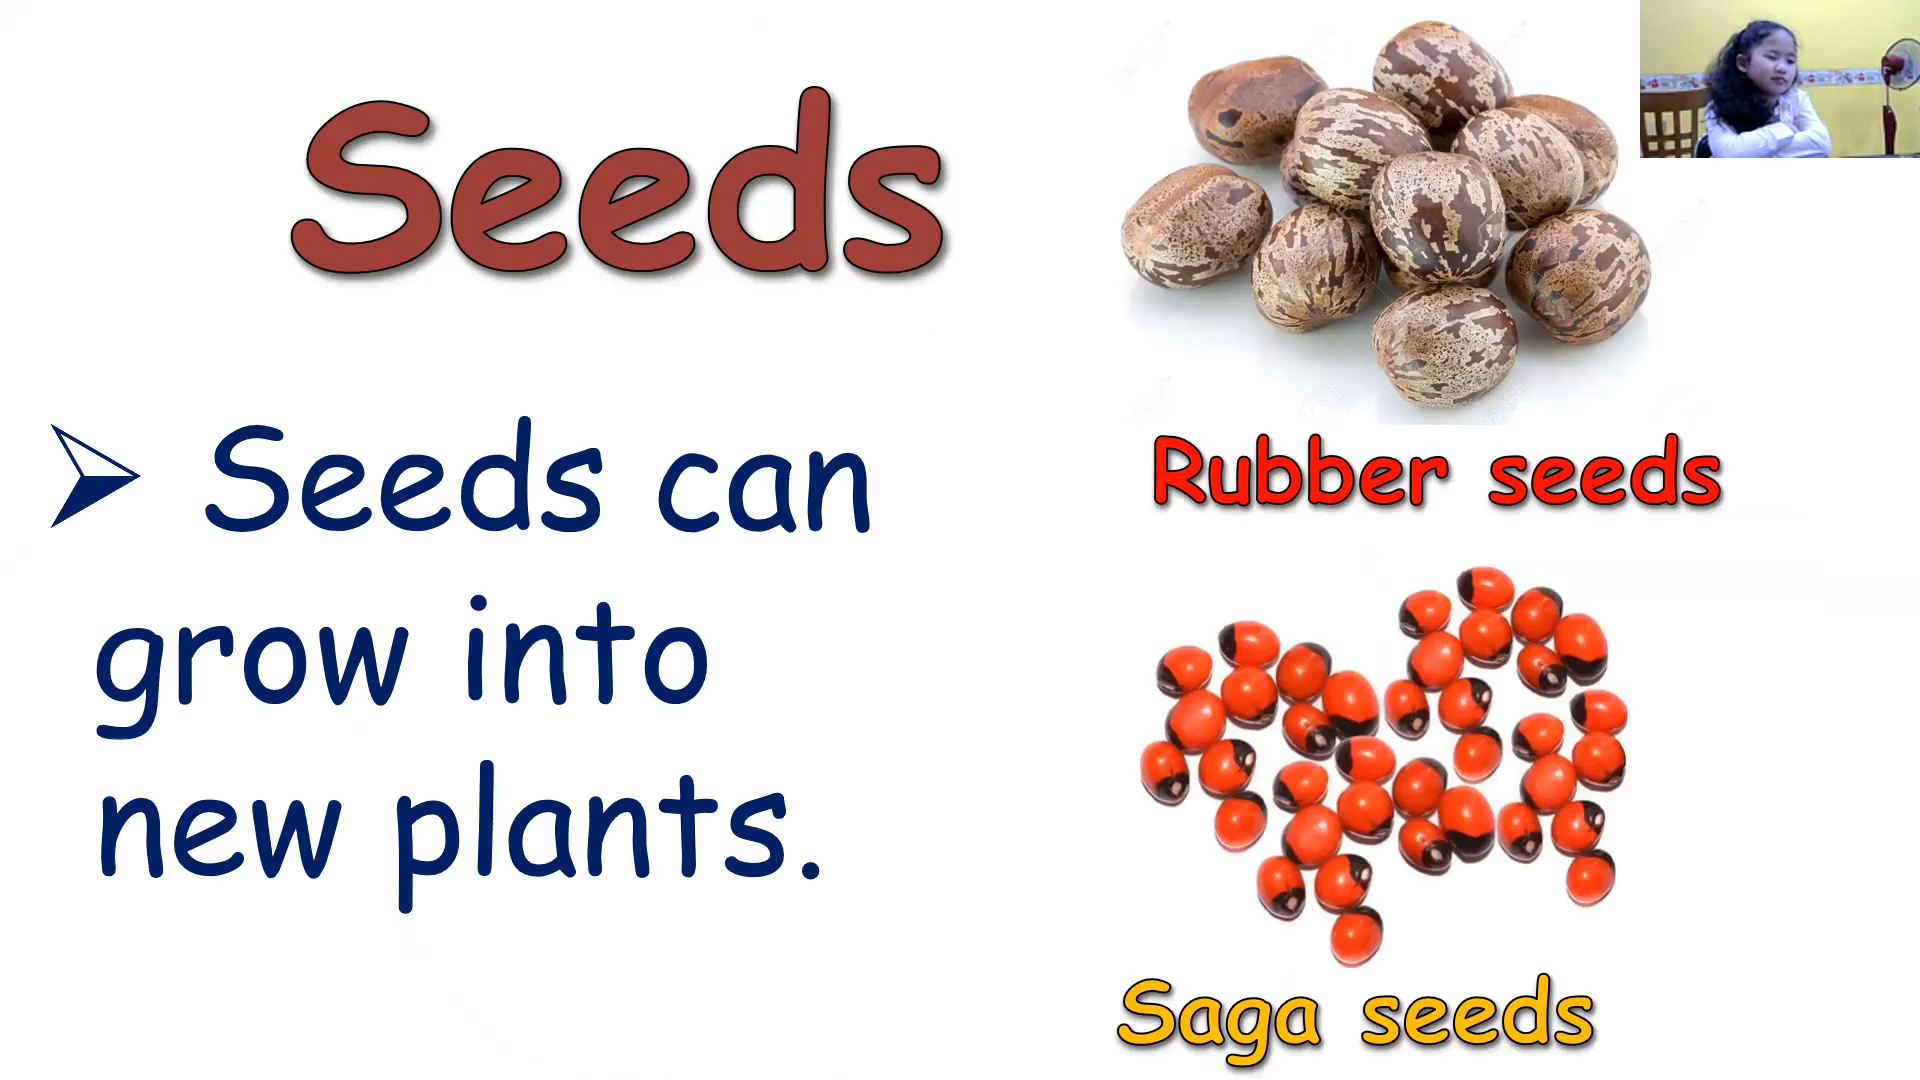 Seeds
➢ Seeds can
grow into
new plants.
Rubber seeds
Saga seeds